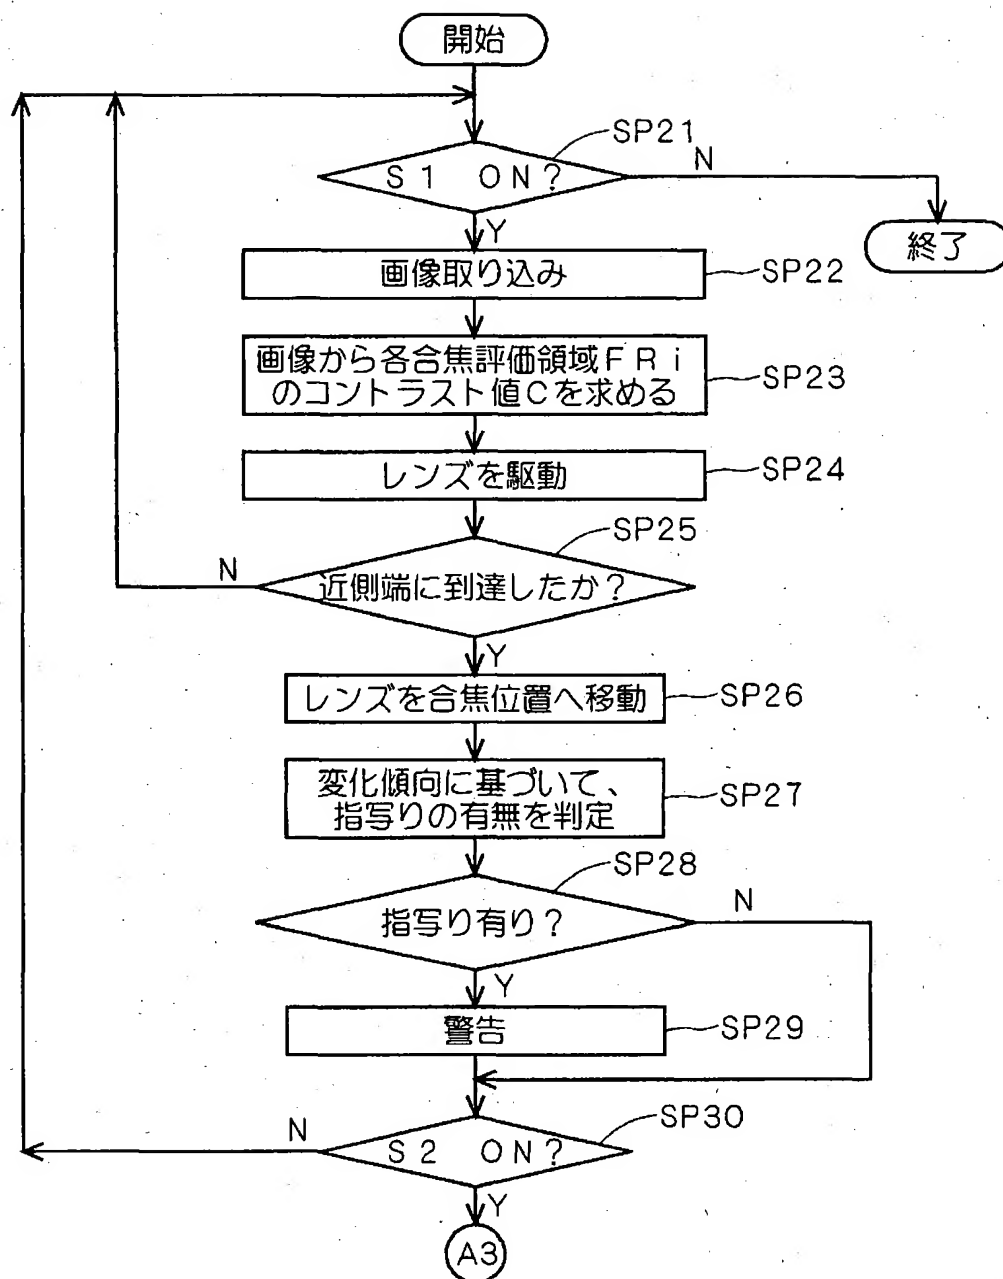 開始
SP21
S1 ON?
N
Y
終了
画像取り込み
SP22
画像から各合焦評価領域FRi
のコントラスト値Cを求める
SP23
レンズを駆動
SP24
SP25
近側端に到達したか?
N
Y
レンズを合焦位置へ移動
SP26
変化傾向に基づいて、
指写りの有無を判定
SP27
SP28
指写り有り?
N
Y
警告
SP29
SP30
S2 ON?
N
Y
A3